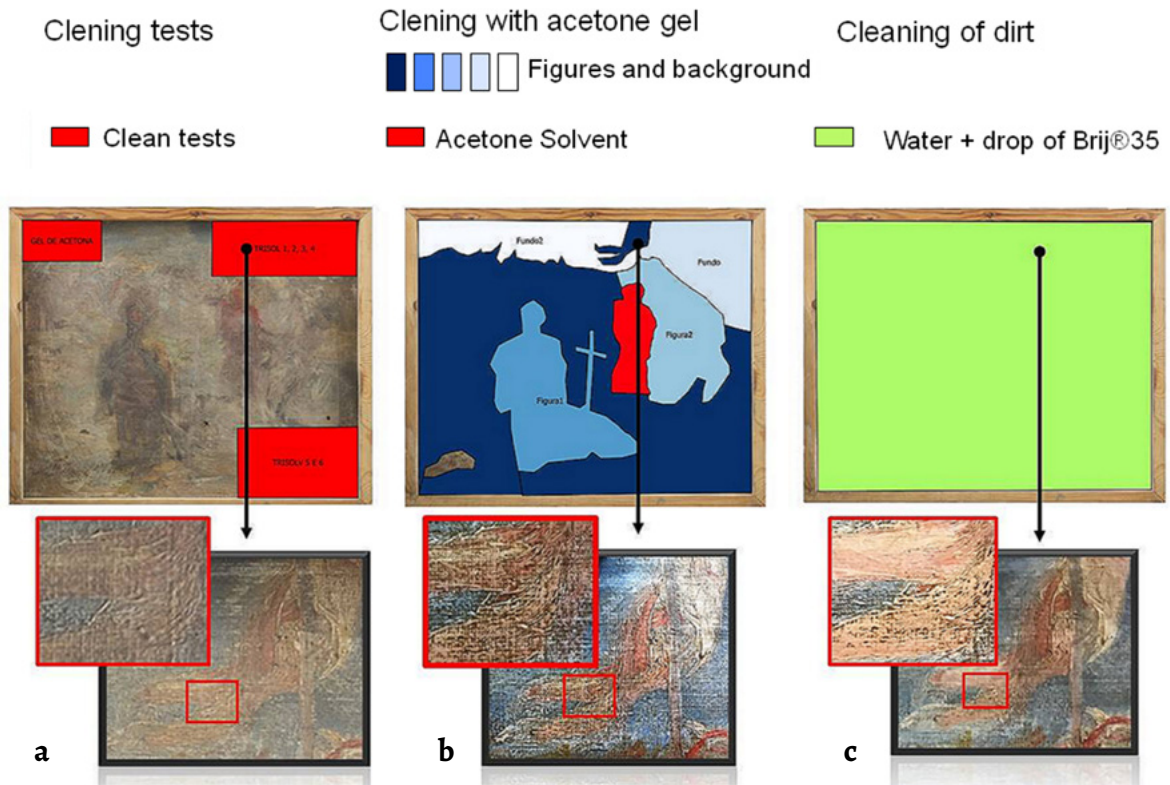 Clening tests
Clening with acetone gel
Cleaning of dirt
Figures and background
Clean tests
Acetone Solvent
Water + drop of Brij®35
GEL DE ACETONA
TRISOL 1, 2, 3, 4
TRISOLV 5 E 6
Fundo2
Fundo
Figura2
Figura1
a
b
c